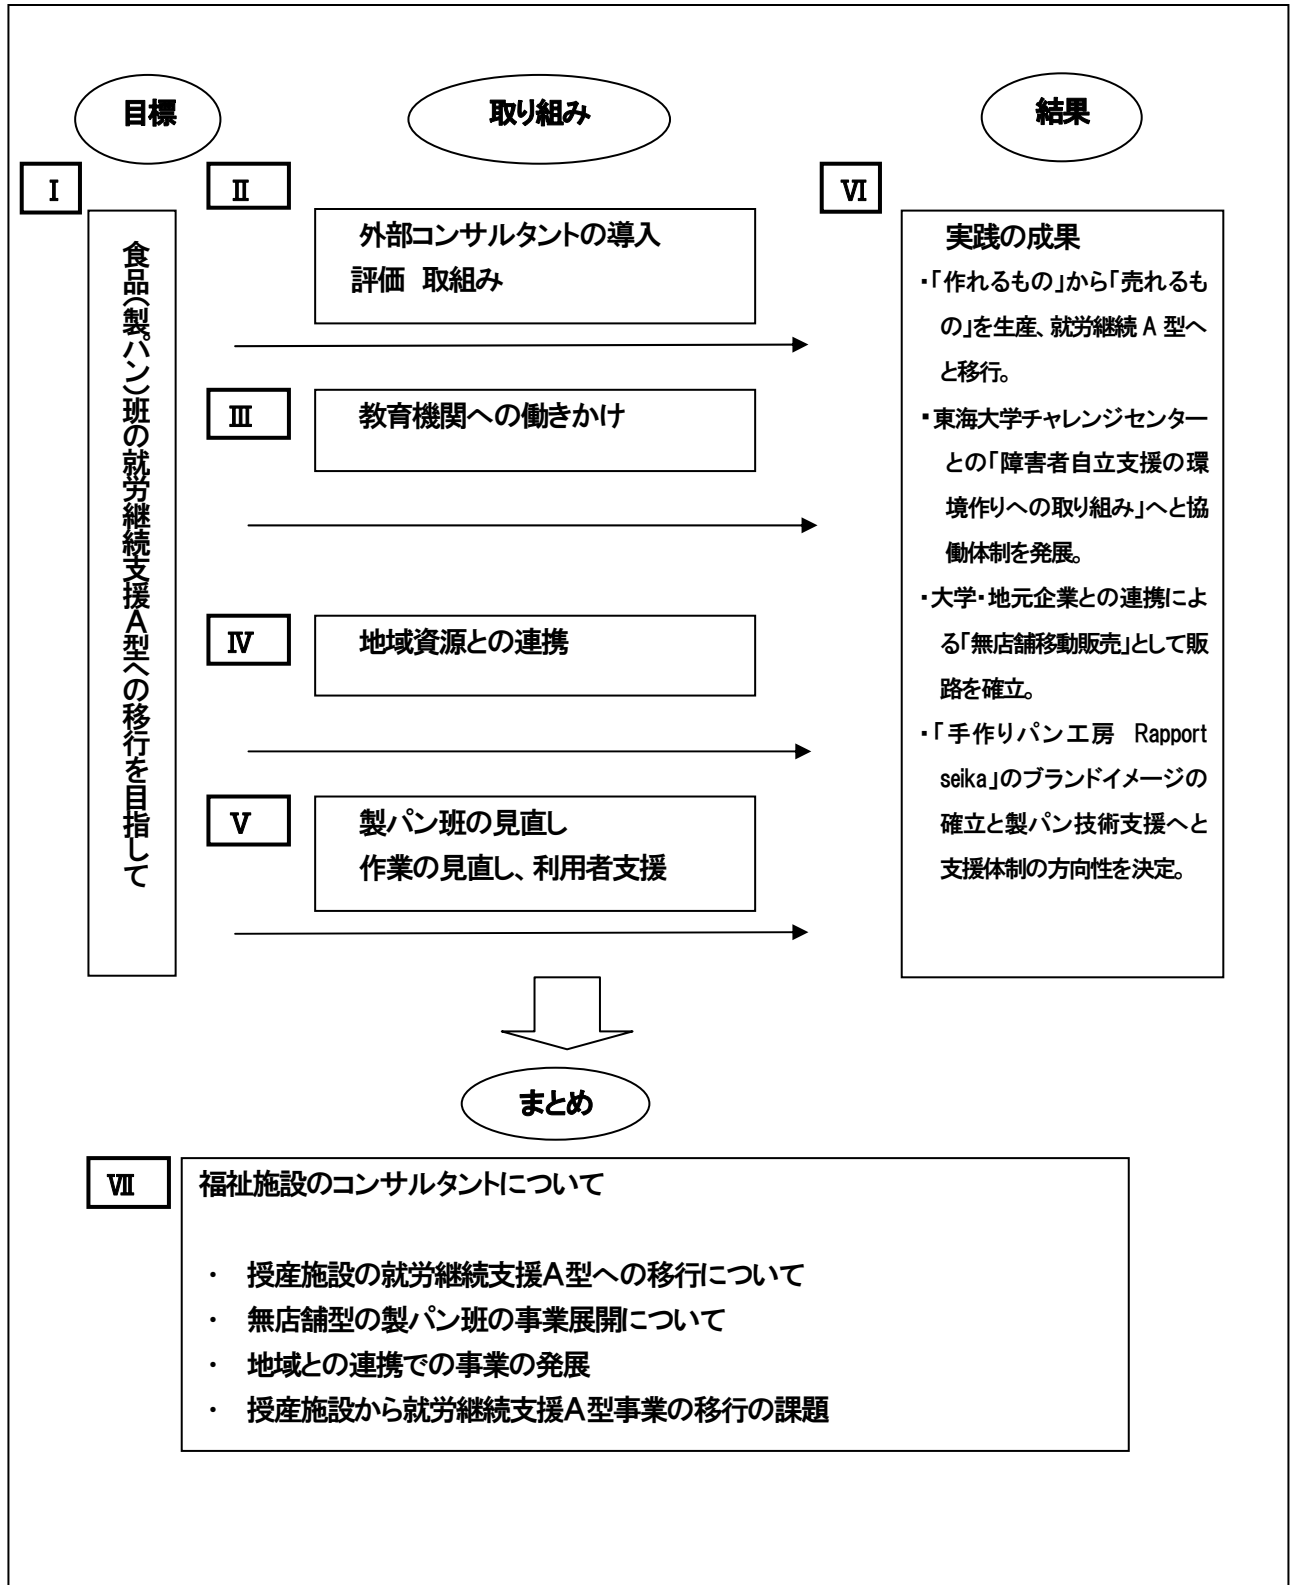 目標
取り組み
結果
Ⅰ
食品(製パン)班の就労継続支援A型への移行を目指して
Ⅱ
外部コンサルタントの導入
評価 取組み
Ⅲ
教育機関への働きかけ
Ⅳ
地域資源との連携
Ⅴ
製パン班の見直し
作業の見直し、利用者支援
Ⅵ
実践の成果
・「作れるもの」から「売れるも
の」を生産、就労継続 A 型へ
と移行。
・東海大学チャレンジセンター
との「障害者自立支援の環
境作りへの取り組み」へと協
働体制を発展。
・大学・地元企業との連携によ
る「無店舗移動販売」として販
路を確立。
・「手作りパン工房 Rapport
seika」のブランドイメージの
確立と製パン技術支援へと
支援体制の方向性を決定。
まとめ
Ⅶ
福祉施設のコンサルタントについて
・ 授産施設の就労継続支援A型への移行について
・ 無店舗型の製パン班の事業展開について
・ 地域との連携での事業の発展
・ 授産施設から就労継続支援A型事業の移行の課題